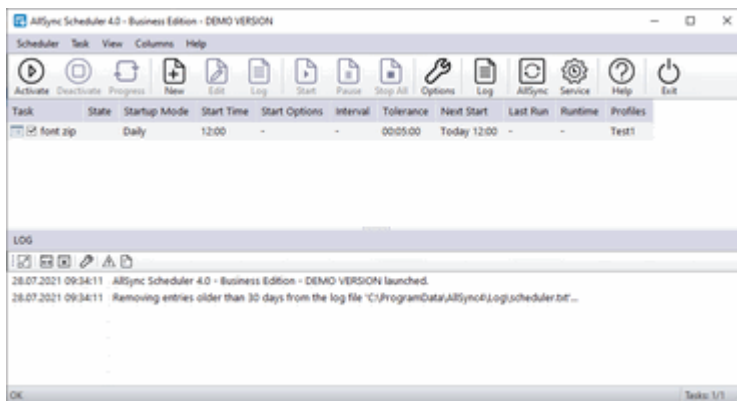 AllSync Scheduler 4.0 - Business Edition - DEMO VERSION
Scheduler Task View Columns Help
Activate Deactivate Progress New Edit Log Start Pause Stop All Options Log AllSync Service Help Exit
Task State Startup Mode Start Time Start Options Interval Tolerance Next Start Last Run Runtime Profiles
font zip Daily 12:00 - - 00:05:00 Today 12:00 - - Test1
LOG
28.07.2021 09:34:11 AllSync Scheduler 4.0 - Business Edition - DEMO VERSION launched.
28.07.2021 09:34:11 Removing entries older than 30 days from the log file 'C:\ProgramData\AllSync4\Log\scheduler.txt'...
OK Tasks: 1/1